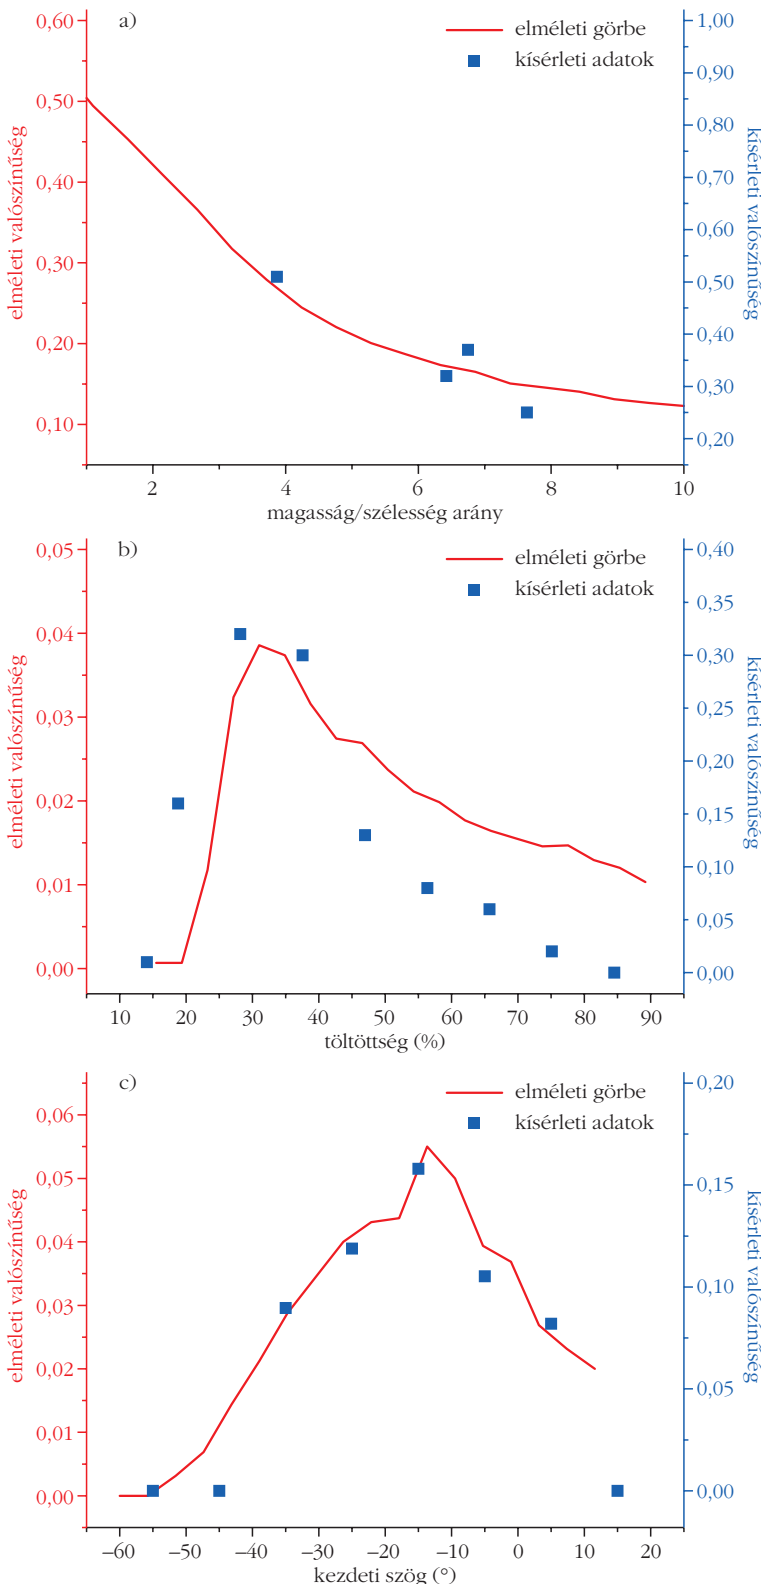 a)
elméleti görbe
kísérleti adatok
elméleti valószínűség
0,60
0,50
0,40
0,30
0,20
0,10
kísérleti valószínűség
1,00
0,90
0,80
0,70
0,60
0,50
0,40
0,30
0,20
2 4 6 8 10
magasság/szélesség arány
b)
elméleti görbe
kísérleti adatok
elméleti valószínűség
0,05
0,04
0,03
0,02
0,01
0,00
kísérleti valószínűség
0,40
0,35
0,30
0,25
0,20
0,15
0,10
0,05
0,00
10 20 30 40 50 60 70 80 90
töltöttség (%)
c)
elméleti görbe
kísérleti adatok
elméleti valószínűség
0,06
0,05
0,04
0,03
0,02
0,01
0,00
kísérleti valószínűség
0,20
0,15
0,10
0,05
0,00
–60 –50 –40 –30 –20 –10 0 10 20
kezdeti szög (°)